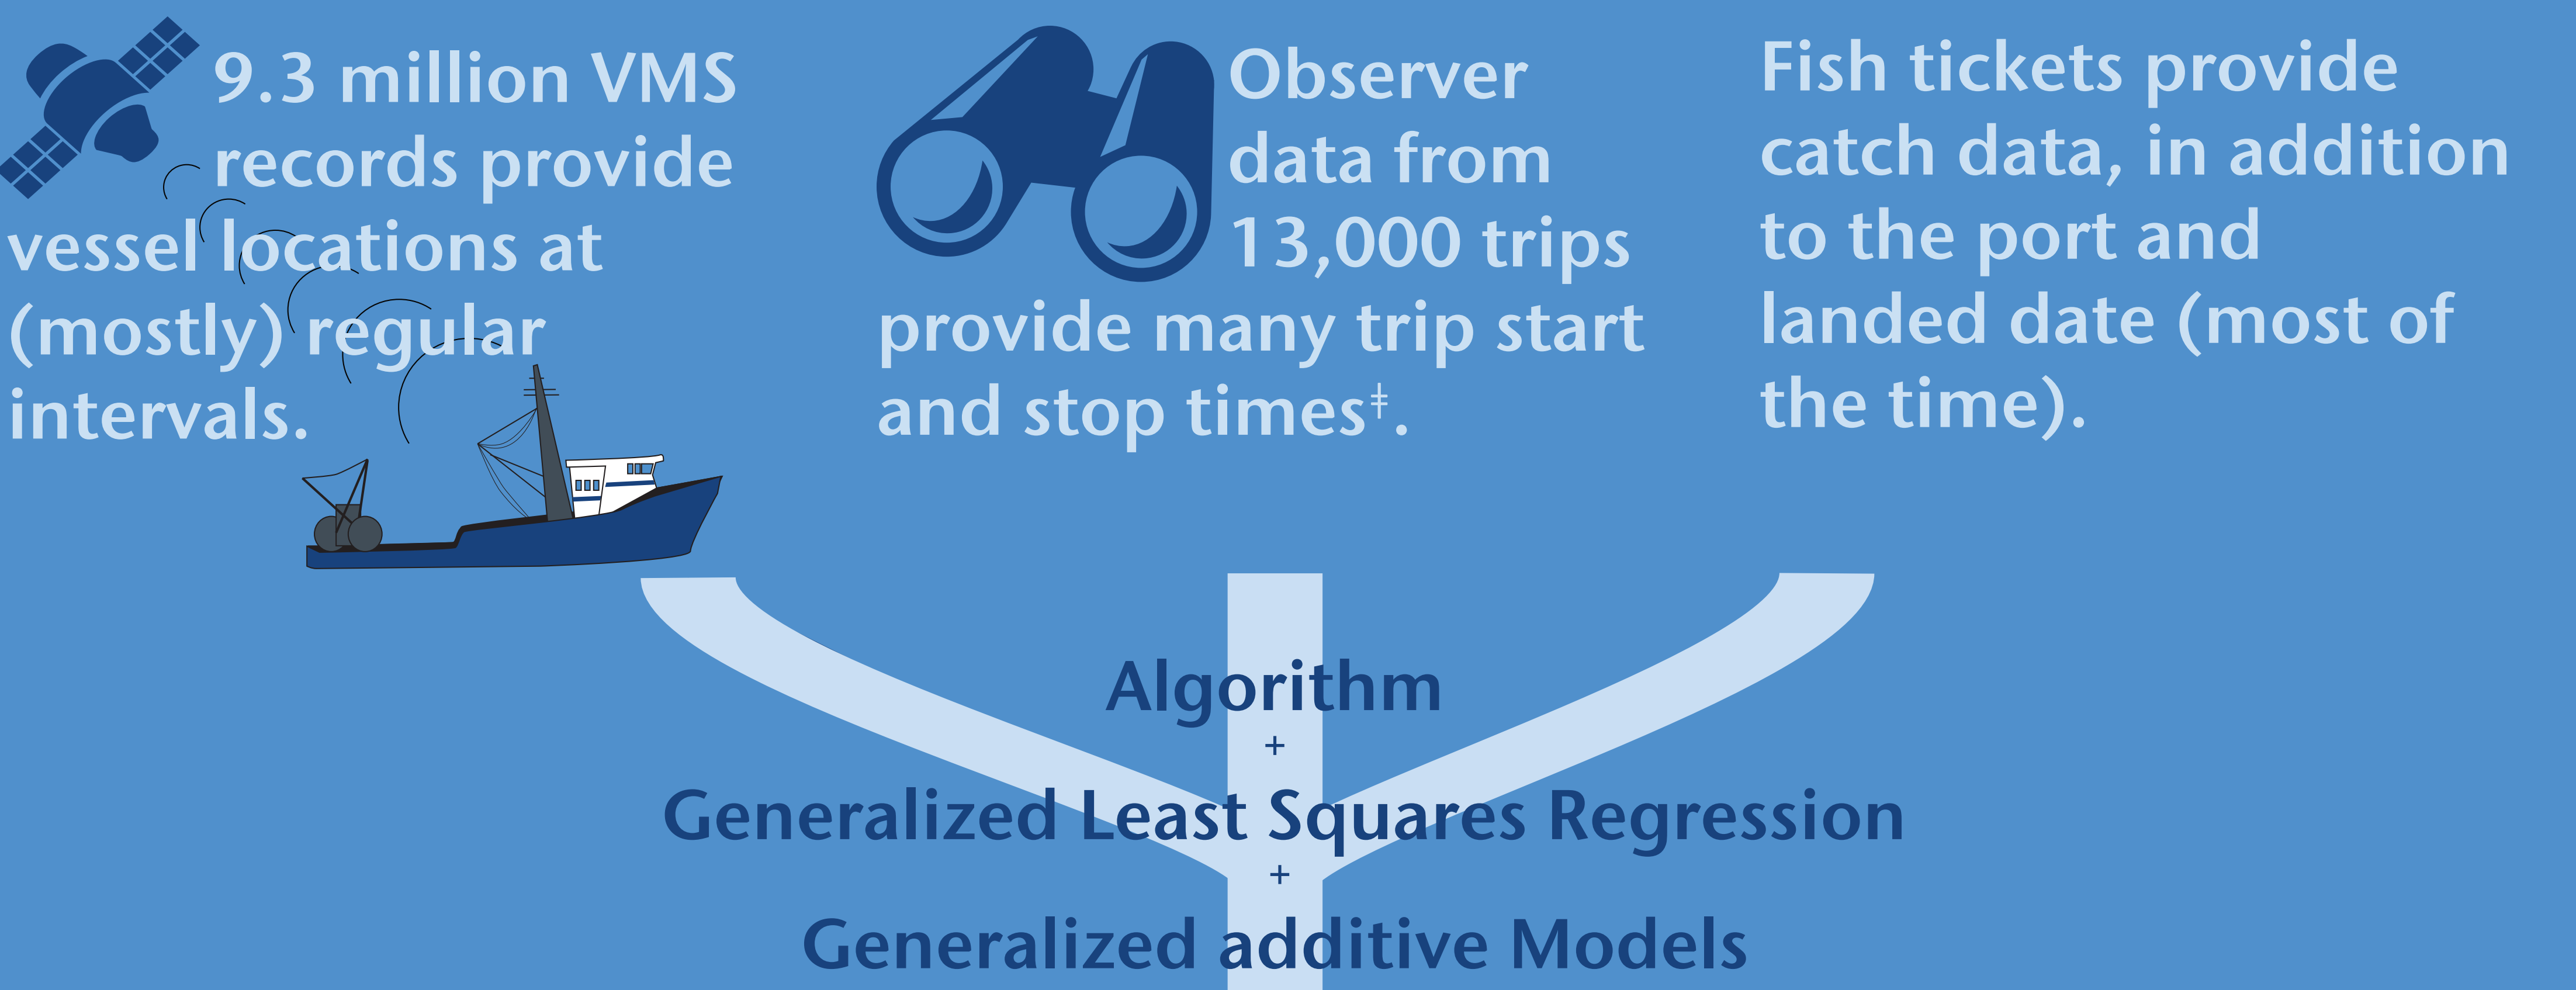 9.3 million VMS
records provide
vessel locations at
(mostly) regular
intervals.
Observer
data from
13,000 trips
provide many trip start
and stop times‡.
Fish tickets provide
catch data, in addition
to the port and
landed date (most of
the time).
Algorithm
+
Generalized Least Squares Regression
+
Generalized additive Models